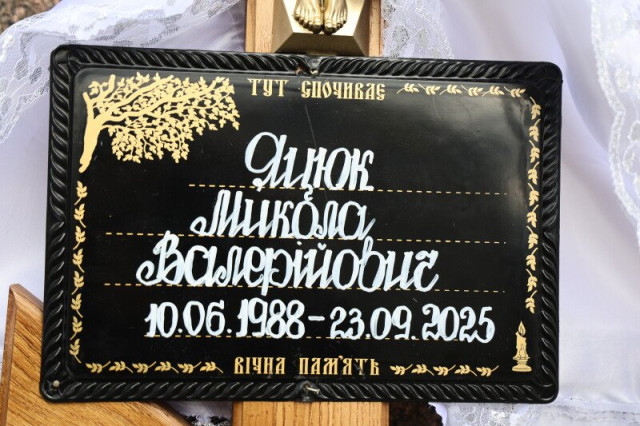 ТУТ СПОЧИВАЄ
Яцюк
Микола
Валерійович
10.06.1988-23.09.2025
ВІЧНА ПАМ'ЯТЬ